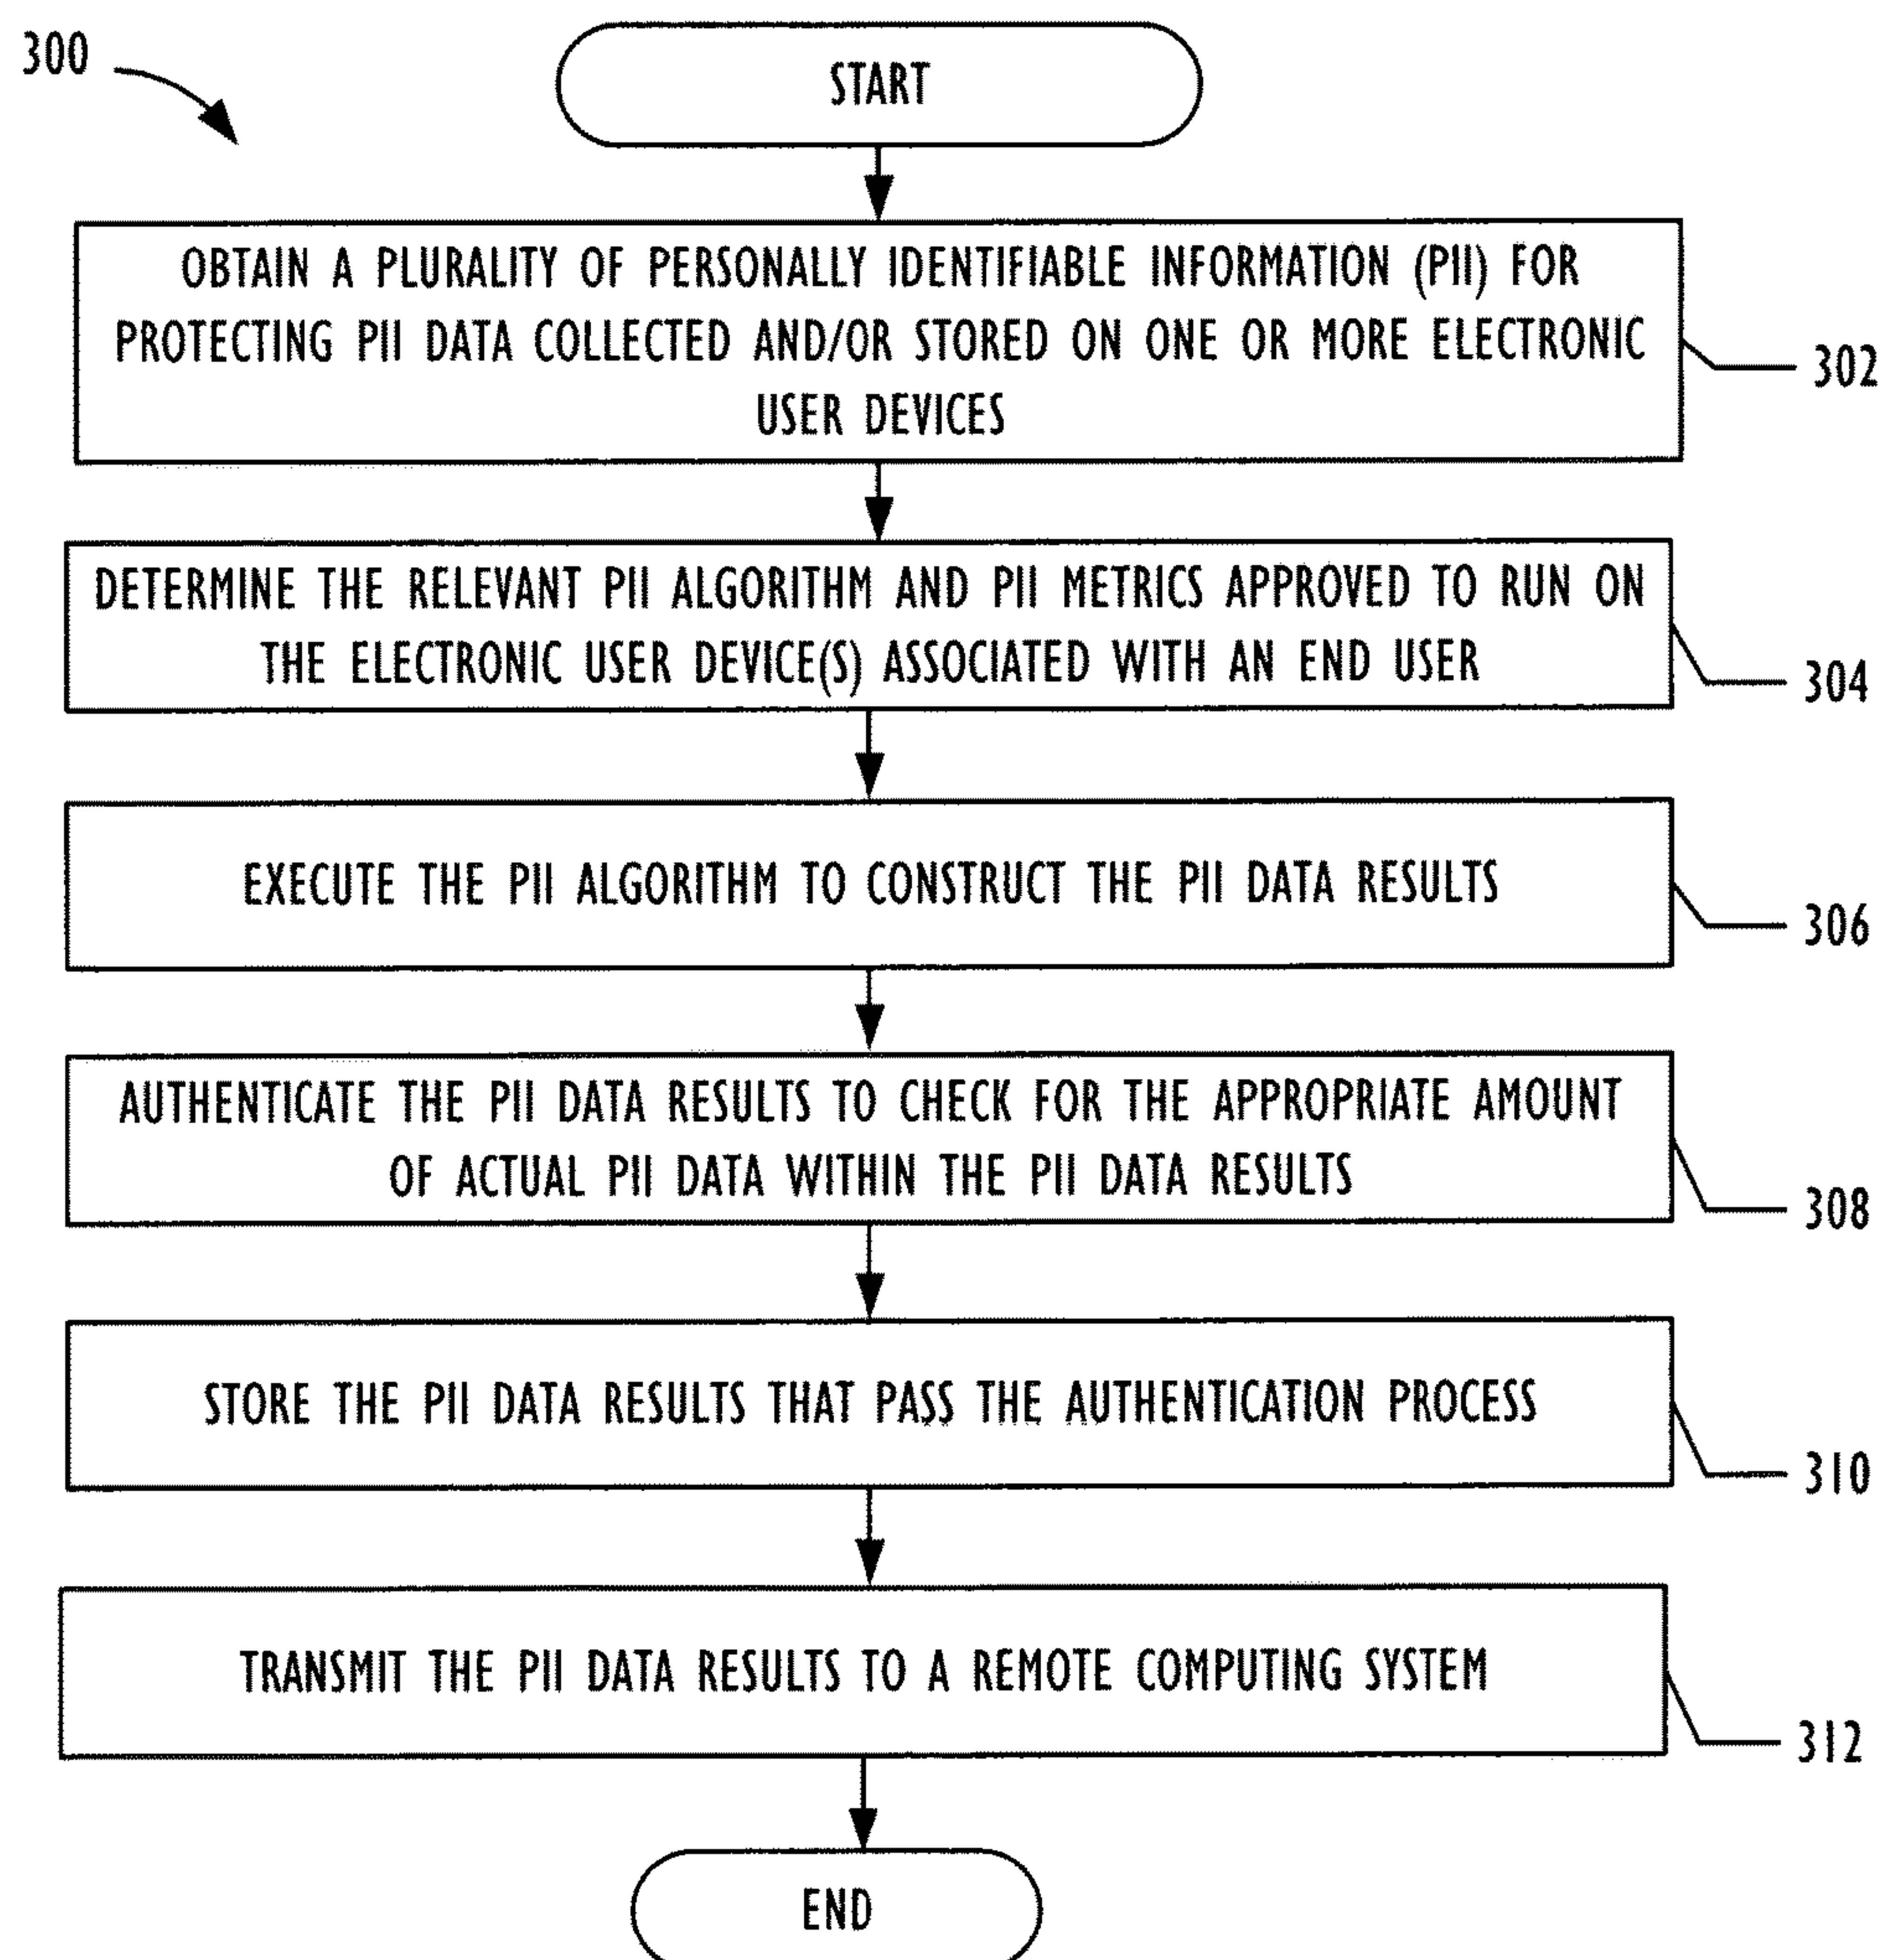 300
START
OBTAIN A PLURALITY OF PERSONALLY IDENTIFIABLE INFORMATION (PII) FOR
PROTECTING PII DATA COLLECTED AND/OR STORED ON ONE OR MORE ELECTRONIC
USER DEVICES
302
DETERMINE THE RELEVANT PII ALGORITHM AND PII METRICS APPROVED TO RUN ON
THE ELECTRONIC USER DEVICE(S) ASSOCIATED WITH AN END USER
304
EXECUTE THE PII ALGORITHM TO CONSTRUCT THE PII DATA RESULTS
306
AUTHENTICATE THE PII DATA RESULTS TO CHECK FOR THE APPROPRIATE AMOUNT
OF ACTUAL PII DATA WITHIN THE PII DATA RESULTS
308
STORE THE PII DATA RESULTS THAT PASS THE AUTHENTICATION PROCESS
310
TRANSMIT THE PII DATA RESULTS TO A REMOTE COMPUTING SYSTEM
312
END